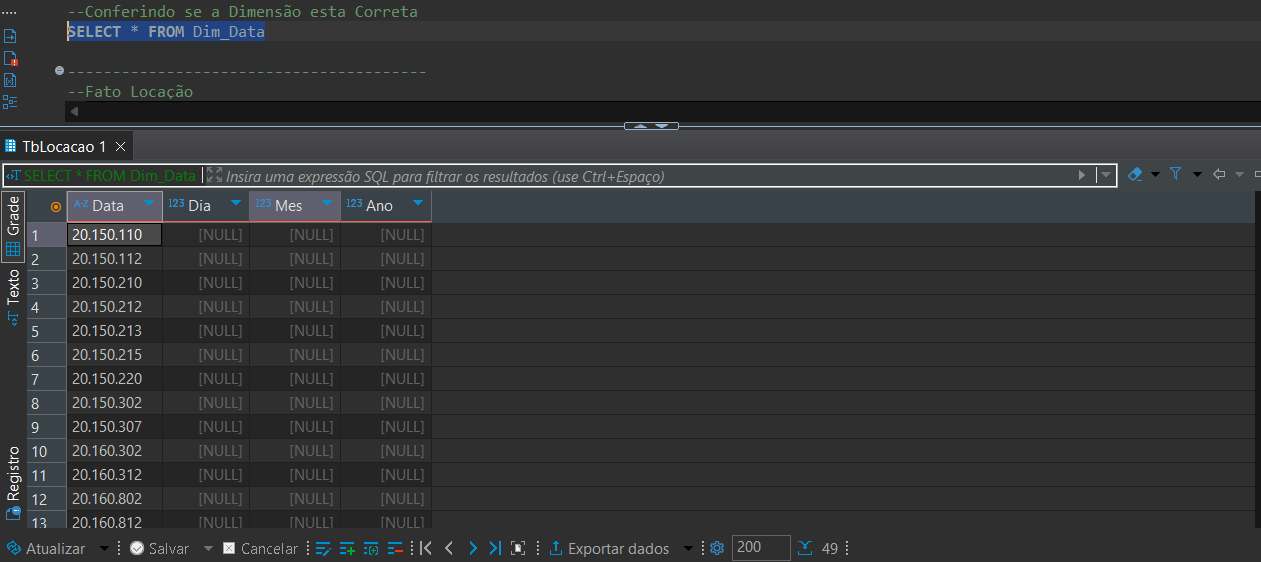 --Conferindo se a Dimensão esta Correta
SELECT * FROM Dim_Data
----------------------------------------
--Fato Locação
TbLocacao 1
SELECT * FROM Dim_Data Insira uma expressão SQL para filtrar os resultados (use Ctrl+Espaço)
Grade
Texto
Registro
A-Z Data 123 Dia 123 Mes 123 Ano
1 20.150.110 [NULL] [NULL] [NULL]
2 20.150.112 [NULL] [NULL] [NULL]
3 20.150.210 [NULL] [NULL] [NULL]
4 20.150.212 [NULL] [NULL] [NULL]
5 20.150.213 [NULL] [NULL] [NULL]
6 20.150.215 [NULL] [NULL] [NULL]
7 20.150.220 [NULL] [NULL] [NULL]
8 20.150.302 [NULL] [NULL] [NULL]
9 20.150.307 [NULL] [NULL] [NULL]
10 20.160.302 [NULL] [NULL] [NULL]
11 20.160.312 [NULL] [NULL] [NULL]
12 20.160.802 [NULL] [NULL] [NULL]
13 20.160.812 [NULL] [NULL] [NULL]
Atualizar Salvar Cancelar Exportar dados 200 49